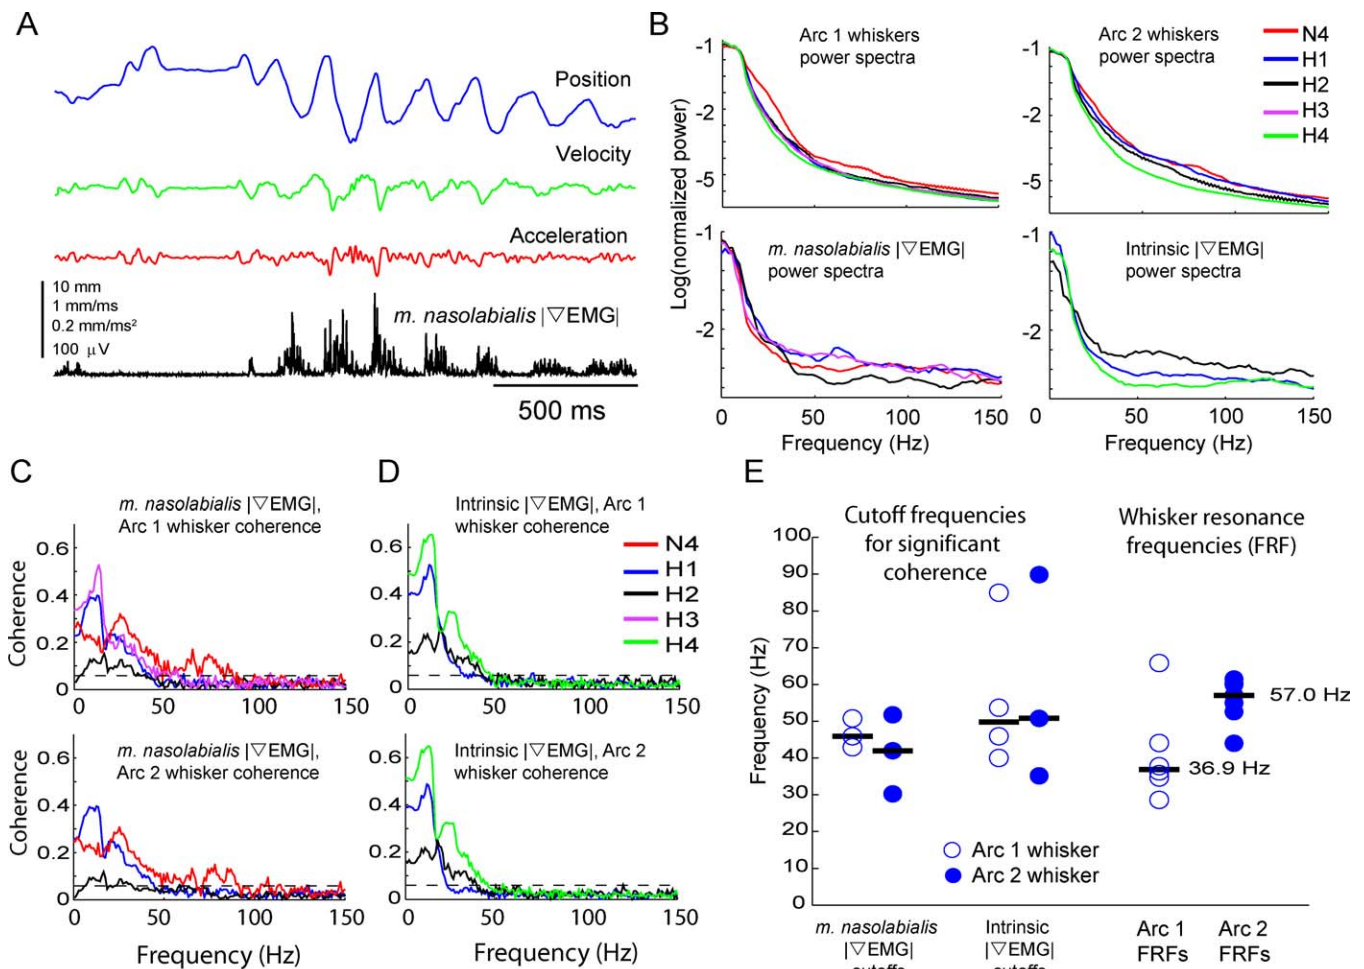 A
Position
Velocity
Acceleration
10 mm
1 mm/ms
0.2 mm/ms²
100 μV
m. nasolabialis |▽EMG|
500 ms
B
Arc 1 whiskers
power spectra
Arc 2 whiskers
power spectra
N4
H1
H2
H3
H4
-1
-2
-5
-1
-2
-5
Log(normalized power)
m. nasolabialis |▽EMG|
power spectra
Intrinsic |▽EMG|
power spectra
-1
-2
-1
-2
0 50 100 150
0 50 100 150
Frequency (Hz)
Frequency (Hz)
C
m. nasolabialis |▽EMG|,
Arc 1 whisker coherence
Coherence
0.6
0.4
0.2
0
0 50 100 150
m. nasolabialis |▽EMG|,
Arc 2 whisker coherence
Coherence
0.4
0.2
0
0 50 100 150
Frequency (Hz)
D
Intrinsic |▽EMG|, Arc 1
whisker coherence
N4
H1
H2
H3
H4
0.6
0.4
0.2
0
0 50 100 150
Intrinsic |▽EMG|, Arc 2
whisker coherence
0.6
0.4
0.2
0
0 50 100 150
Frequency (Hz)
E
Cutoff frequencies
for significant
coherence
Whisker resonance
frequencies (FRF)
Frequency (Hz)
100
90
80
70
60
50
40
30
20
10
0
57.0 Hz
36.9 Hz
Arc 1 whisker
Arc 2 whisker
m. nasolabialis
|▽EMG|
cutoffs
Intrinsic
|▽EMG|
cutoffs
Arc 1
FRFs
Arc 2
FRFs